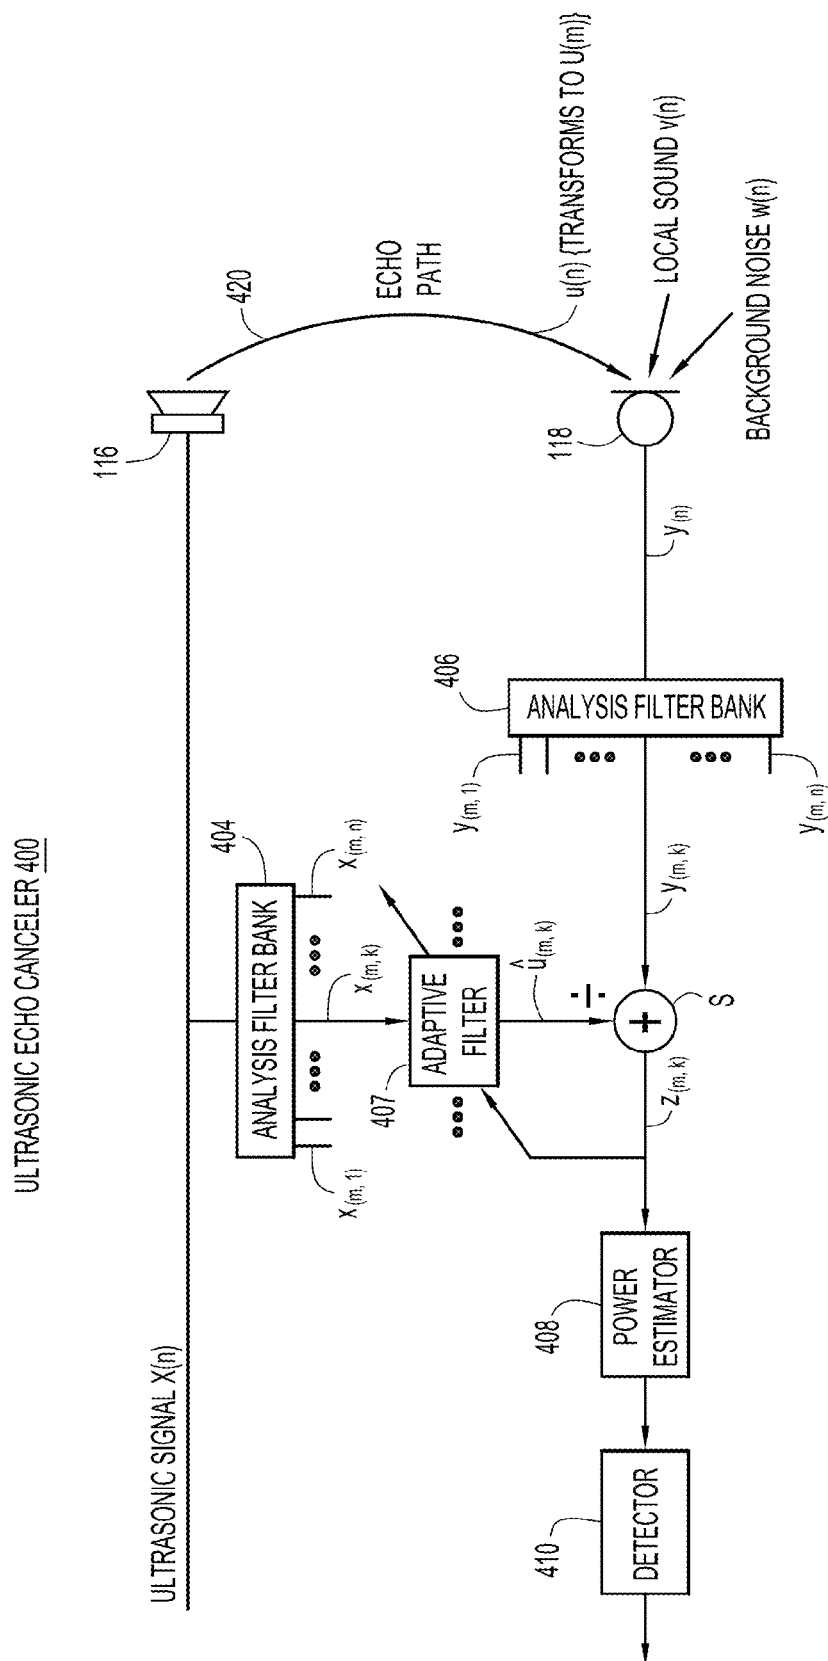 ULTRASONIC ECHO CANCELER 400
ULTRASONIC SIGNAL X(n)
116
420
ECHO
PATH
u(n) {TRANSFORMS TO U(m)}
LOCAL SOUND v(n)
BACKGROUND NOISE w(n)
118
y(n)
404
ANALYSIS FILTER BANK
x(m, 1)
x(m, k)
x(m, n)
406
ANALYSIS FILTER BANK
y(m, 1)
y(m, k)
y(m, n)
407
ADAPTIVE
FILTER
û(m, k)
÷
+
S
z(m, k)
408
POWER
ESTIMATOR
410
DETECTOR